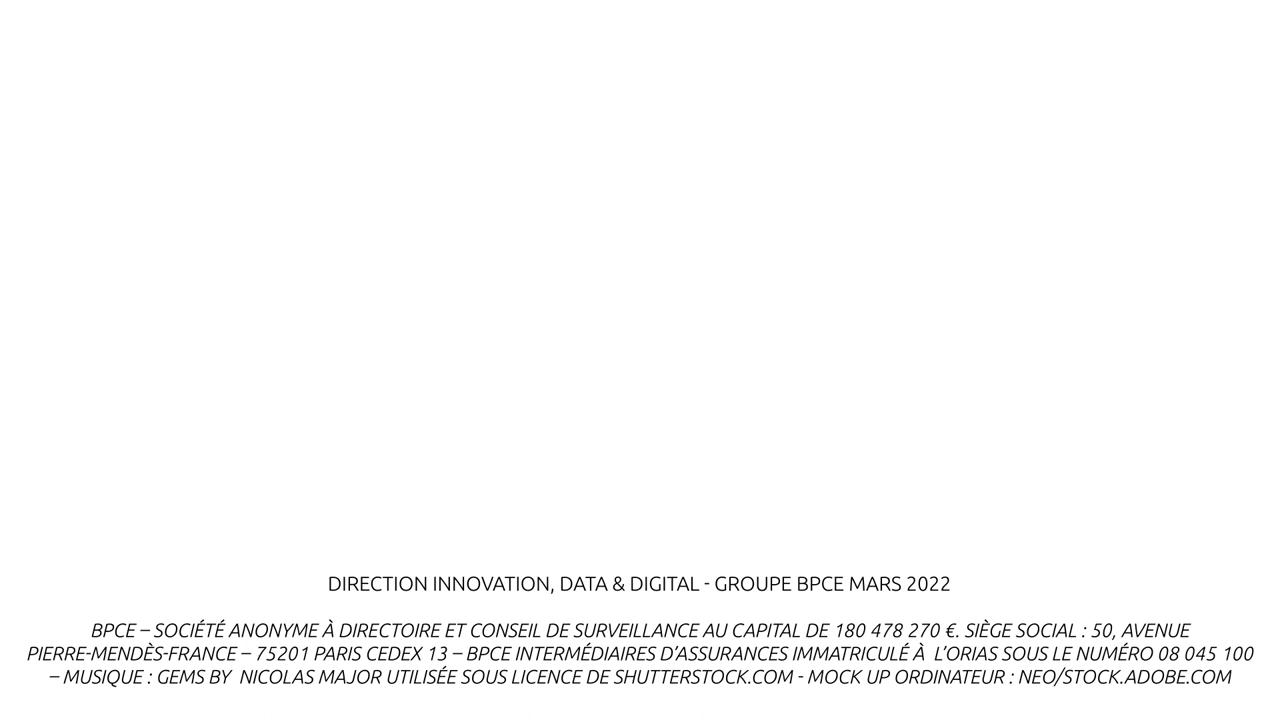 DIRECTION INNOVATION, DATA & DIGITAL - GROUPE BPCE MARS 2022
BPCE – SOCIÉTÉ ANONYME À DIRECTOIRE ET CONSEIL DE SURVEILLANCE AU CAPITAL DE 180 478 270 €. SIÈGE SOCIAL : 50, AVENUE
PIERRE-MENDÈS-FRANCE – 75201 PARIS CEDEX 13 – BPCE INTERMÉDIAIRES D’ASSURANCES IMMATRICULÉ À L’ORIAS SOUS LE NUMÉRO 08 045 100
– MUSIQUE : GEMS BY NICOLAS MAJOR UTILISÉE SOUS LICENCE DE SHUTTERSTOCK.COM - MOCK UP ORDINATEUR : NEO/STOCK.ADOBE.COM